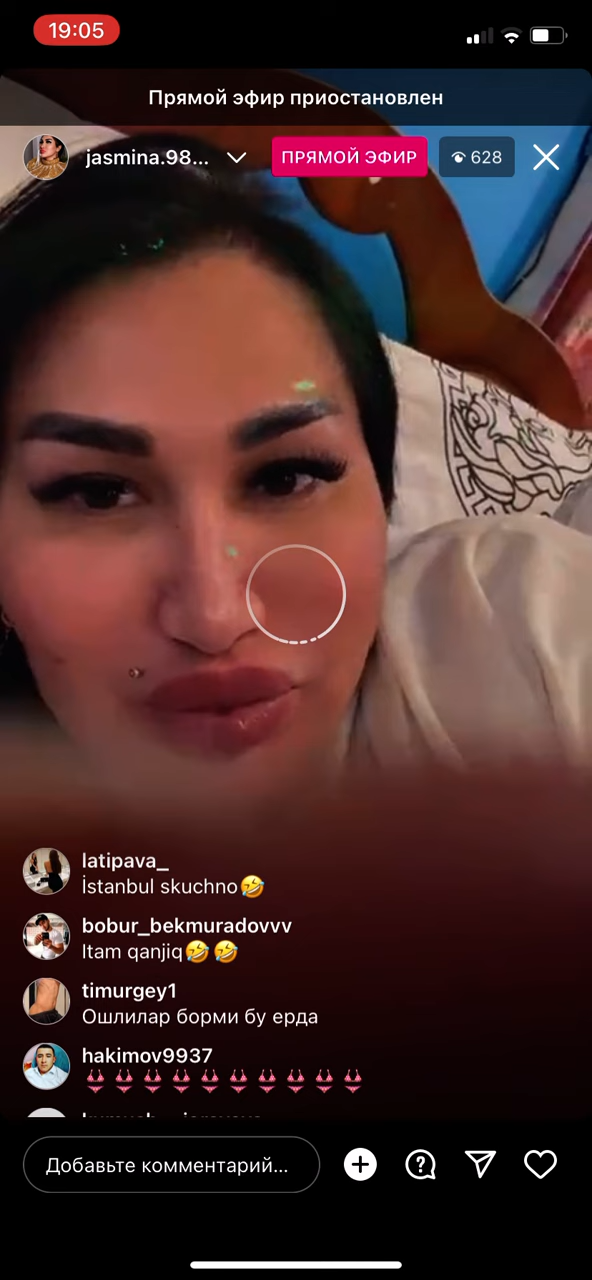 19:05
Прямой эфир приостановлен
jasmina.98...
ПРЯМОЙ ЭФИР
628
latipava_
İstanbul skuchno🤣
bobur_bekmuradovvv
Itam qanjiq🤣🤣
timurgey1
Ошлилар борми бу ерда
hakimov9937
👙👙👙👙👙👙👙👙👙👙
Добавьте комментарий...